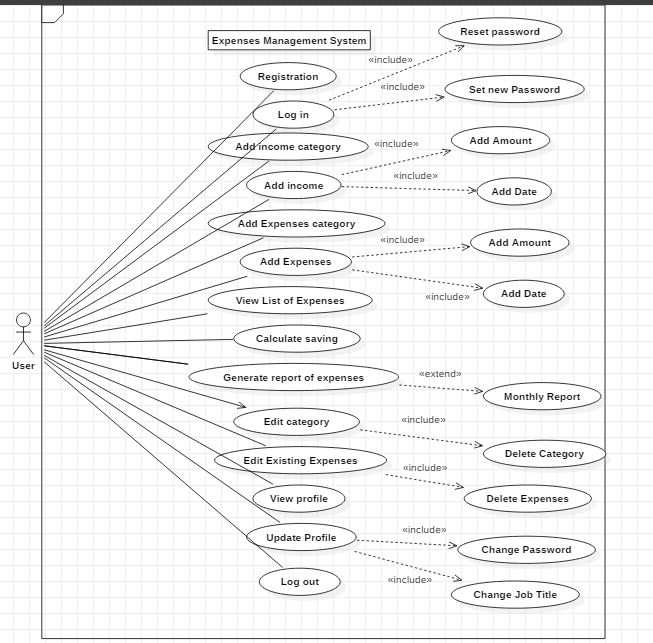 Reset password
Expenses Management System
«include»
Registration
«include»
Set new Password
Log in
Add income category
«include»
Add Amount
«include»
Add income
Add Date
Add Expenses category
«include»
Add Amount
Add Expenses
«include»
Add Date
View List of Expenses
Calculate saving
User
Generate report of expenses
«extend»
Monthly Report
Edit category
«include»
Delete Category
Edit Existing Expenses
«include»
View profile
Delete Expenses
Update Profile
«include»
Change Password
Log out
«include»
Change Job Title